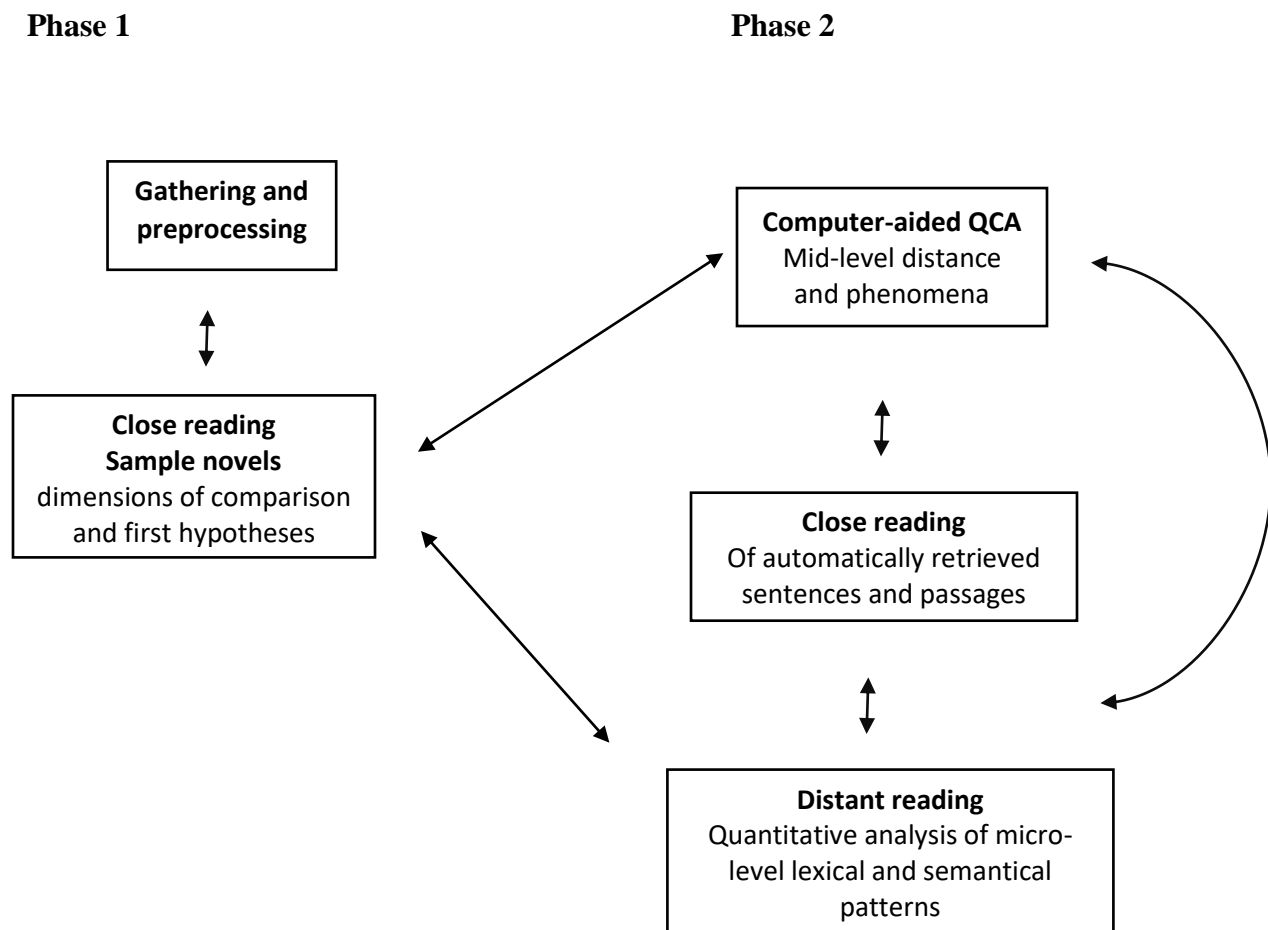 Phase 1
Phase 2
Gathering and
preprocessing
Close reading
Sample novels
dimensions of comparison
and first hypotheses
Computer-aided QCA
Mid-level distance
and phenomena
Close reading
Of automatically retrieved
sentences and passages
Distant reading
Quantitative analysis of micro-
level lexical and semantical
patterns